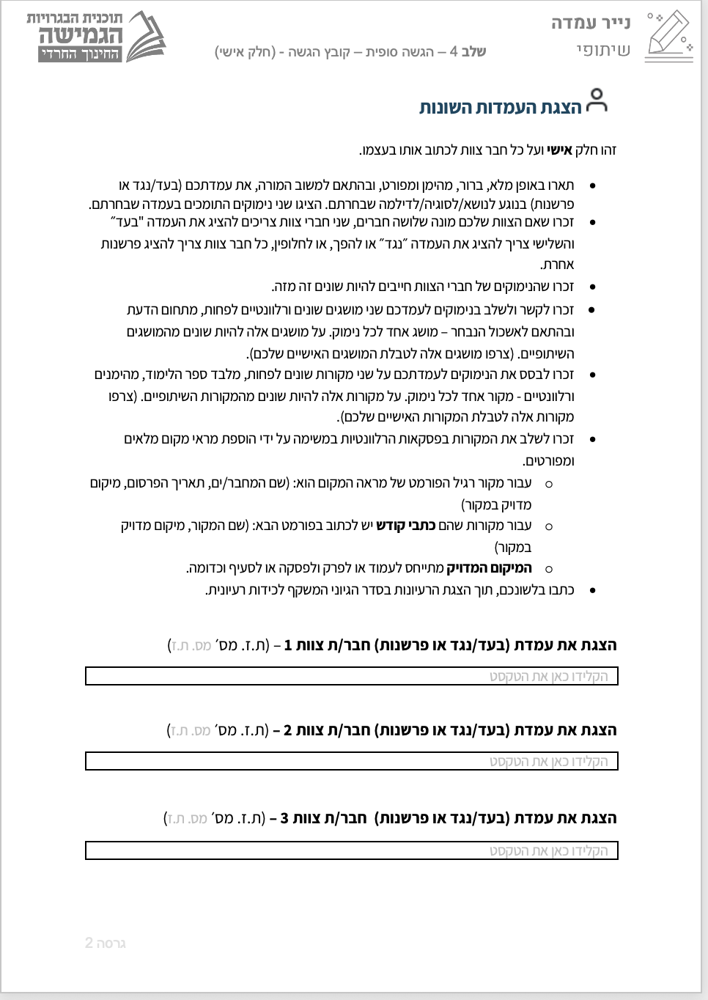 נייר עמדה
שיתופי
שלב 4 – הגשה סופית – קובץ הגשה - (חלק אישי)
תוכנית הבגרויות
הגמישה
החינוך החרדי
הצגת העמדות השונות
זהו חלק אישי ועל כל חבר צוות לכתוב אותו בעצמו.
• תארו באופן מלא, ברור, מהימן ומפורט, ובהתאם למשוב המורה, את עמדתכם (בעד/נגד או
פרשנות) בנוגע לנושא/לסוגיה/לדילמה שבחרתם. הציגו שני נימוקים התומכים בעמדה שבחרתם.
• זכרו שאם הצוות שלכם מונה שלושה חברים, שני חברי צוות צריכים להציג את העמדה "בעד״
והשלישי צריך להציג את העמדה ״נגד״ או להפך, או לחלופין, כל חבר צוות צריך להציג פרשנות
אחרת.
• זכרו שהנימוקים של חברי הצוות חייבים להיות שונים זה מזה.
• זכרו לקשר ולשלב בנימוקים לעמדכם שני מושגים שונים ורלוונטיים לפחות, מתחום הדעת
ובהתאם לאשכול הנבחר – מושג אחד לכל נימוק. על מושגים אלה להיות שונים מהמושגים
השיתופיים. (צרפו מושגים אלה לטבלת המושגים האישיים שלכם).
• זכרו לבסס את הנימוקים לעמדתכם על שני מקורות שונים לפחות, מלבד ספר הלימוד, מהימנים
ורלוונטיים - מקור אחד לכל נימוק. על מקורות אלה להיות שונים מהמקורות השיתופיים. (צרפו
מקורות אלה לטבלת המקורות האישיים שלכם).
• זכרו לשלב את המקורות בפסקאות הרלוונטיות במשימה על ידי הוספת מראי מקום מלאים
ומפורטים.
o עבור מקור רגיל הפורמט של מראה המקום הוא: (שם המחבר/ים, תאריך הפרסום, מיקום
מדויק במקור)
o עבור מקורות שהם כתבי קודש יש לכתוב בפורמט הבא: (שם המקור, מיקום מדויק
במקור)
o המיקום המדויק מתייחס לעמוד או לפרק ולפסקה או לסעיף וכדומה.
• כתבו בלשונכם, תוך הצגת הרעיונות בסדר הגיוני המשקף לכידות רעיונית.
הצגת את עמדת (בעד/נגד או פרשנות) חבר/ת צוות 1 – (ת.ז. מס׳ מס. ת.ז)
הקלידו כאן את הטקסט
הצגת את עמדת (בעד/נגד או פרשנות) חבר/ת צוות 2 – (ת.ז. מס׳ מס. ת.ז)
הקלידו כאן את הטקסט
הצגת את עמדת (בעד/נגד או פרשנות) חבר/ת צוות 3 – (ת.ז. מס׳ מס. ת.ז)
הקלידו כאן את הטקסט
גרסה 2